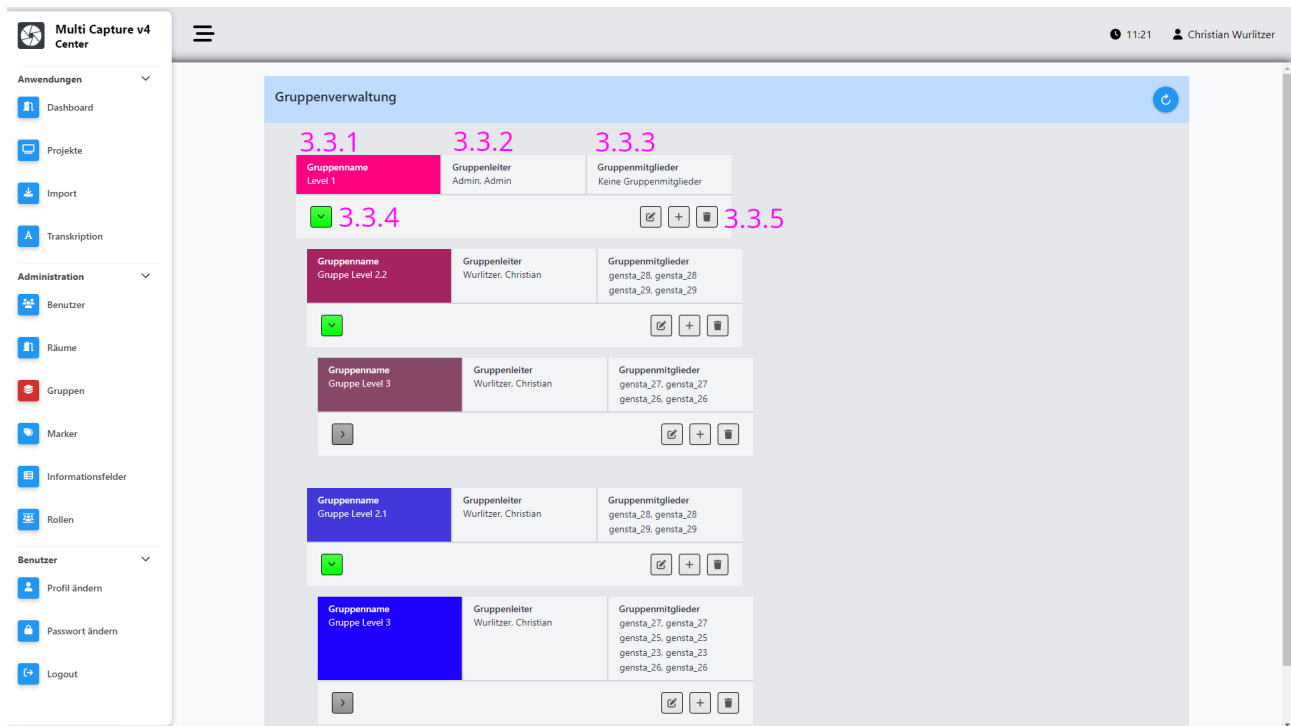 Multi Capture v4
Center
11:21
Christian Wurlitzer
Anwendungen
Dashboard
Projekte
Import
A Transkription
Administration
Benutzer
Räume
Gruppen
Marker
Informationsfelder
Rollen
Benutzer
Profil ändern
Passwort ändern
Logout
Gruppenverwaltung
3.3.1 3.3.2 3.3.3
Gruppenname Gruppenleiter Gruppenmitglieder
Level 1 Admin, Admin Keine Gruppenmitglieder
3.3.4 3.3.5
Gruppenname Gruppenleiter Gruppenmitglieder
Gruppe Level 2.2 Wurlitzer, Christian gensta_28, gensta_28
gensta_29, gensta_29
Gruppenname Gruppenleiter Gruppenmitglieder
Gruppe Level 3 Wurlitzer, Christian gensta_27, gensta_27
gensta_26, gensta_26
Gruppenname Gruppenleiter Gruppenmitglieder
Gruppe Level 2.1 Wurlitzer, Christian gensta_28, gensta_28
gensta_29, gensta_29
Gruppenname Gruppenleiter Gruppenmitglieder
Gruppe Level 3 Wurlitzer, Christian gensta_27, gensta_27
gensta_25, gensta_25
gensta_23, gensta_23
gensta_26, gensta_26